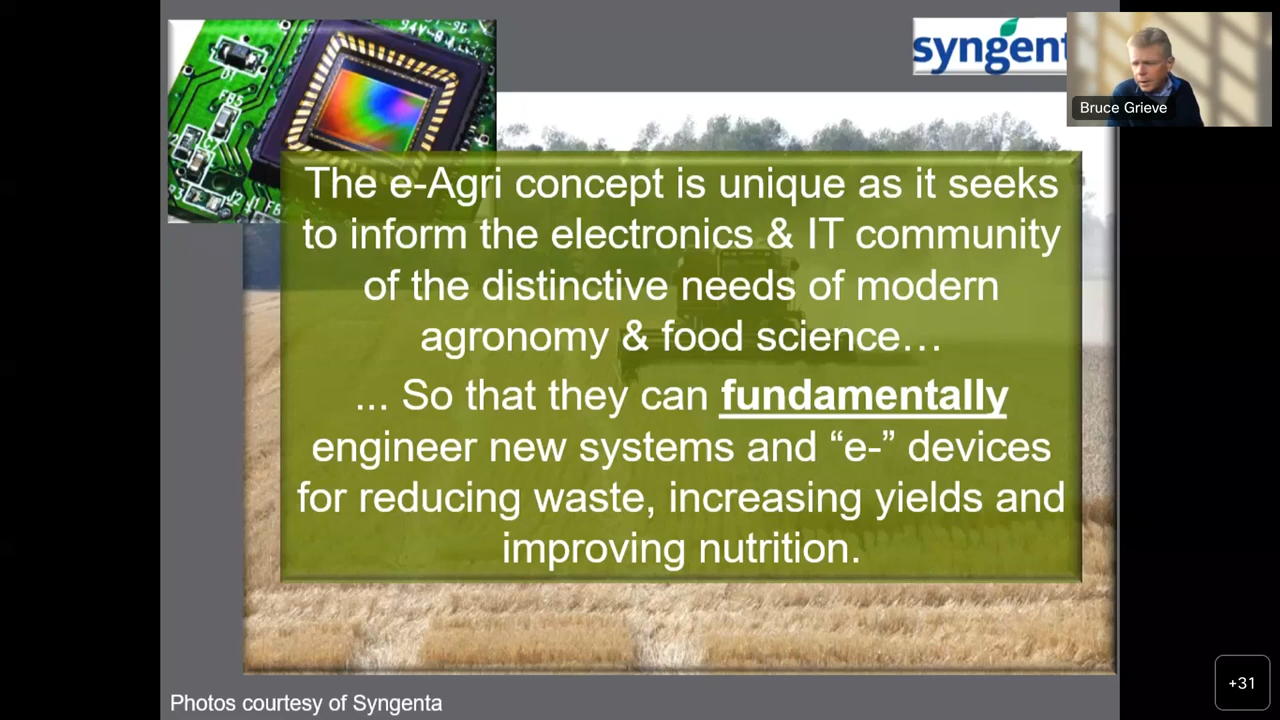 syngent
Bruce Grieve
The e-Agri concept is unique as it seeks
to inform the electronics & IT community
of the distinctive needs of modern
agronomy & food science…
... So that they can fundamentally
engineer new systems and “e-” devices
for reducing waste, increasing yields and
improving nutrition.
+31
Photos courtesy of Syngenta